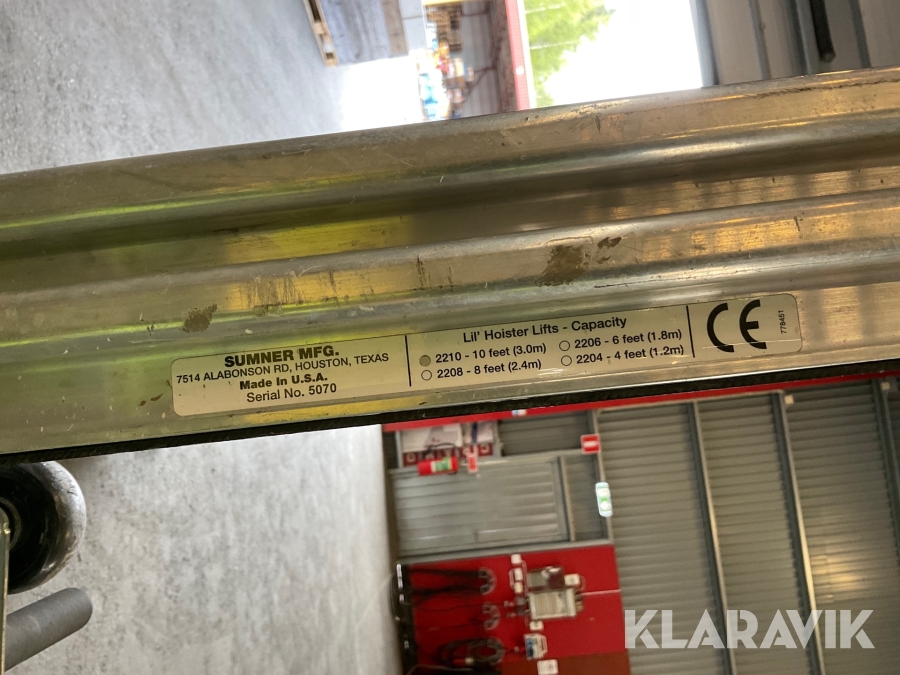 SUMNER MFG.
7514 ALABONSON RD, HOUSTON, TEXAS
Made In U.S.A.
Serial No. 5070
Lil' Hoister Lifts - Capacity
2210 - 10 feet (3.0m)
2208 - 8 feet (2.4m)
2206 - 6 feet (1.8m)
2204 - 4 feet (1.2m)
CE
778451
KLARAVIK